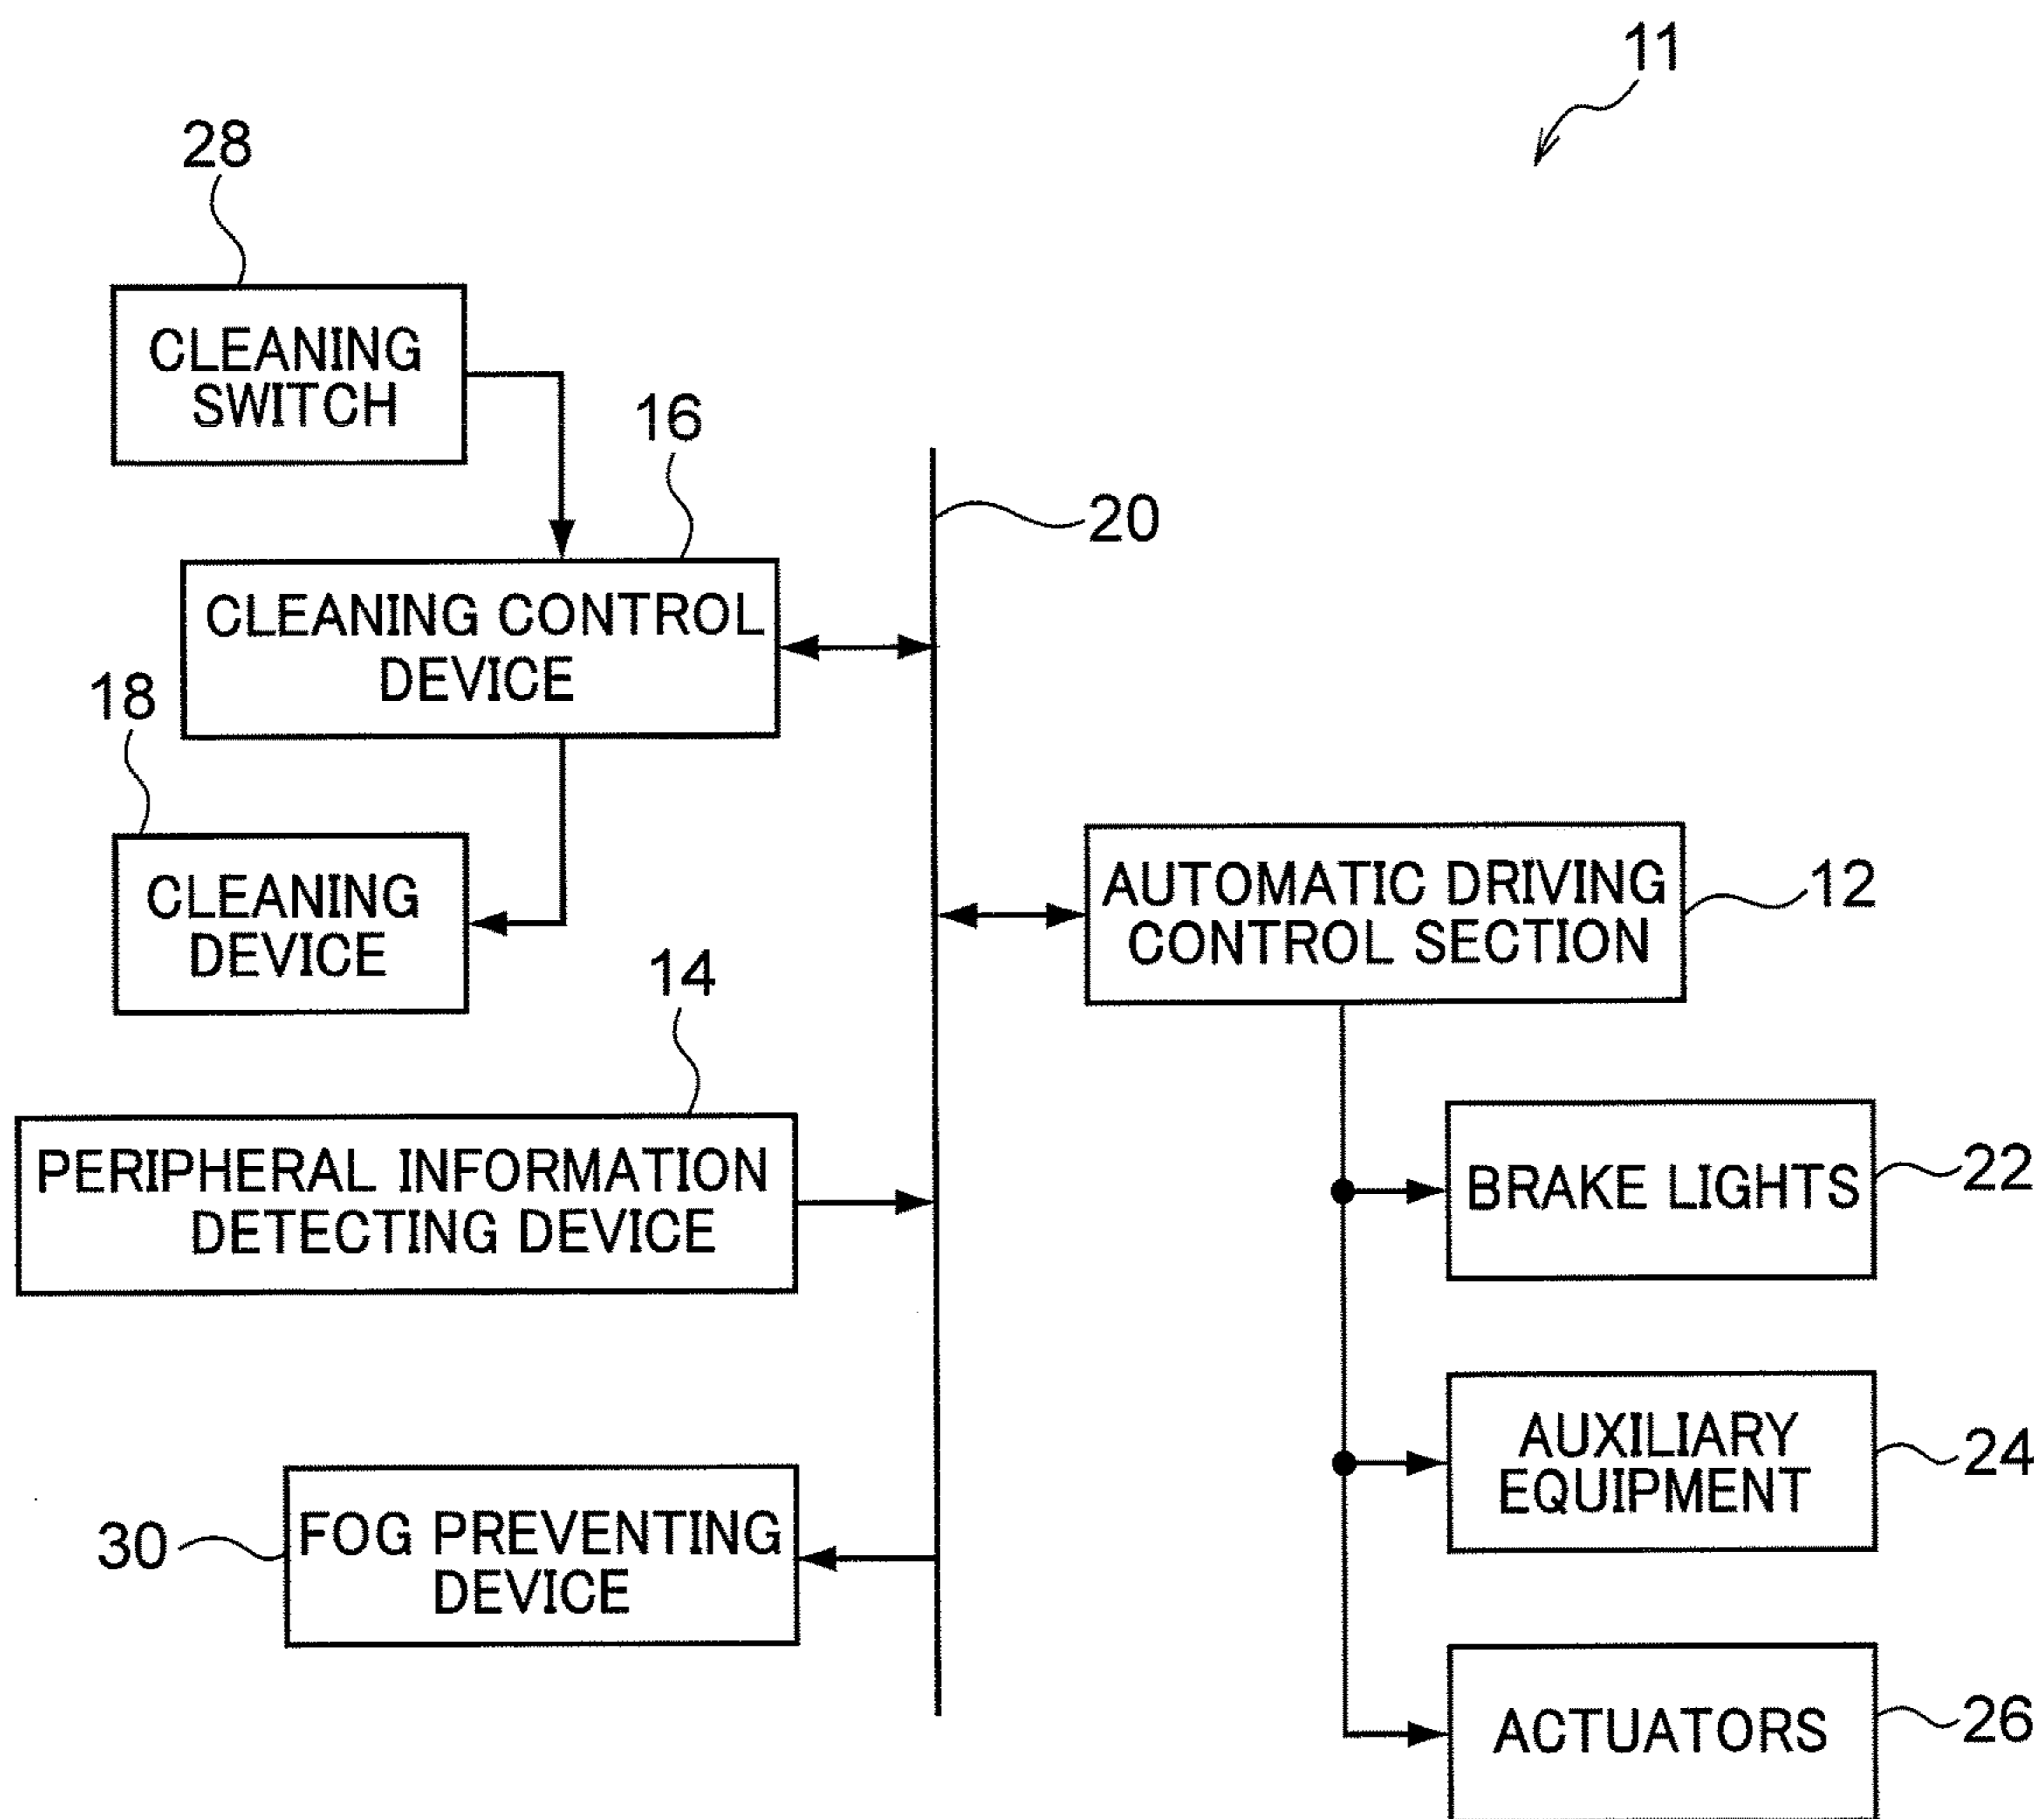 11
28
CLEANING
SWITCH
16
20
CLEANING CONTROL
DEVICE
18
CLEANING
DEVICE
AUTOMATIC DRIVING
CONTROL SECTION
12
14
PERIPHERAL INFORMATION
DETECTING DEVICE
BRAKE LIGHTS
22
AUXILIARY
EQUIPMENT
24
30
FOG PREVENTING
DEVICE
ACTUATORS
26